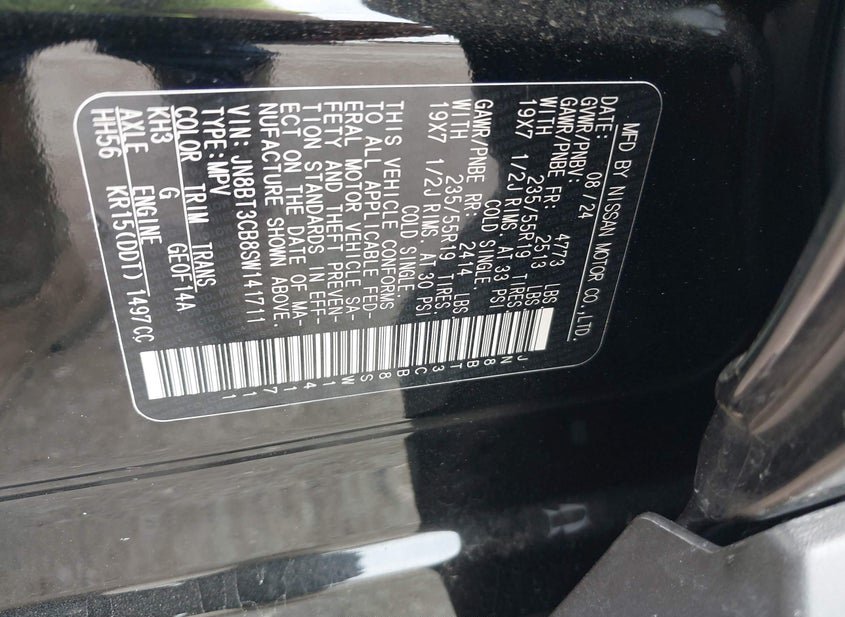 MFD BY NISSAN MOTOR CO.,LTD.
DATE: 08 /24
GVWR/PNBV: 4773 LBS
GAWR/PNBE FR: 2513 LBS
WITH 235/55R19 TIRES,
19X7 1/2J RIMS, AT 33 PSI
COLD SINGLE.
GAWR/PNBE RR: 2414 LBS
WITH 235/55R19 TIRES,
19X7 1/2J RIMS, AT 30 PSI
COLD SINGLE.
THIS VEHICLE CONFORMS
TO ALL APPLICABLE FED-
ERAL MOTOR VEHICLE SA-
FETY AND THEFT PREVEN-
TION STANDARDS IN EFF-
ECT ON THE DATE OF MA-
NUFACTURE SHOWN ABOVE.
VIN: JN8BT3CB8SW141711
TYPE: MPV
COLOR TRIM TRANS
KH3 G GE0F14A
AXLE ENGINE
HH56 KR15(DDT) 1497CC
JN8BT3CB8SW141711